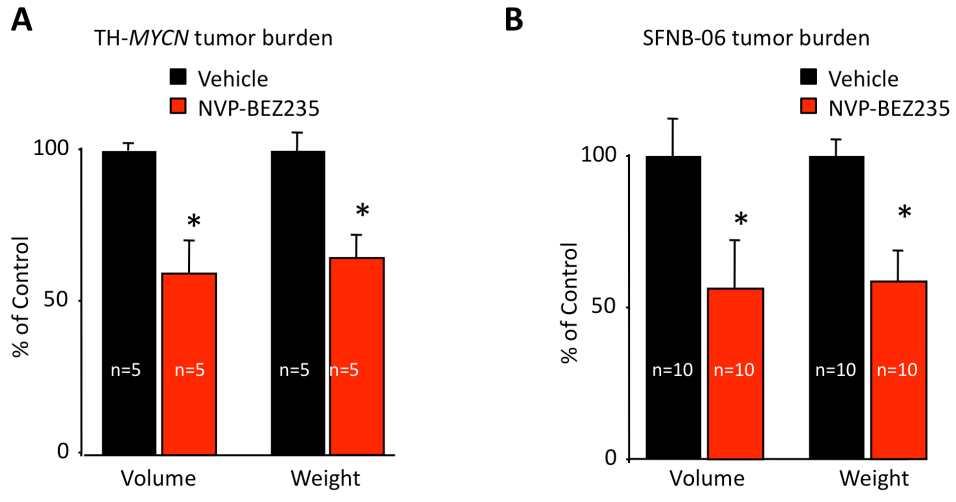 A
TH-MYCN tumor burden
Vehicle
NVP-BEZ235
100
50
0
% of Control
*
*
n=5
n=5
n=5
n=5
Volume
Weight
B
SFNB-06 tumor burden
Vehicle
NVP-BEZ235
100
50
0
% of Control
*
*
n=10
n=10
n=10
n=10
Volume
Weight